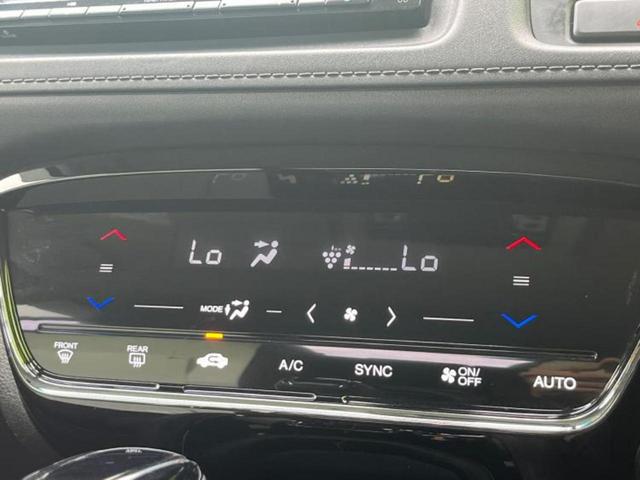 Lo Lo
MODE
FRONT REAR A/C SYNC ON/OFF AUTO